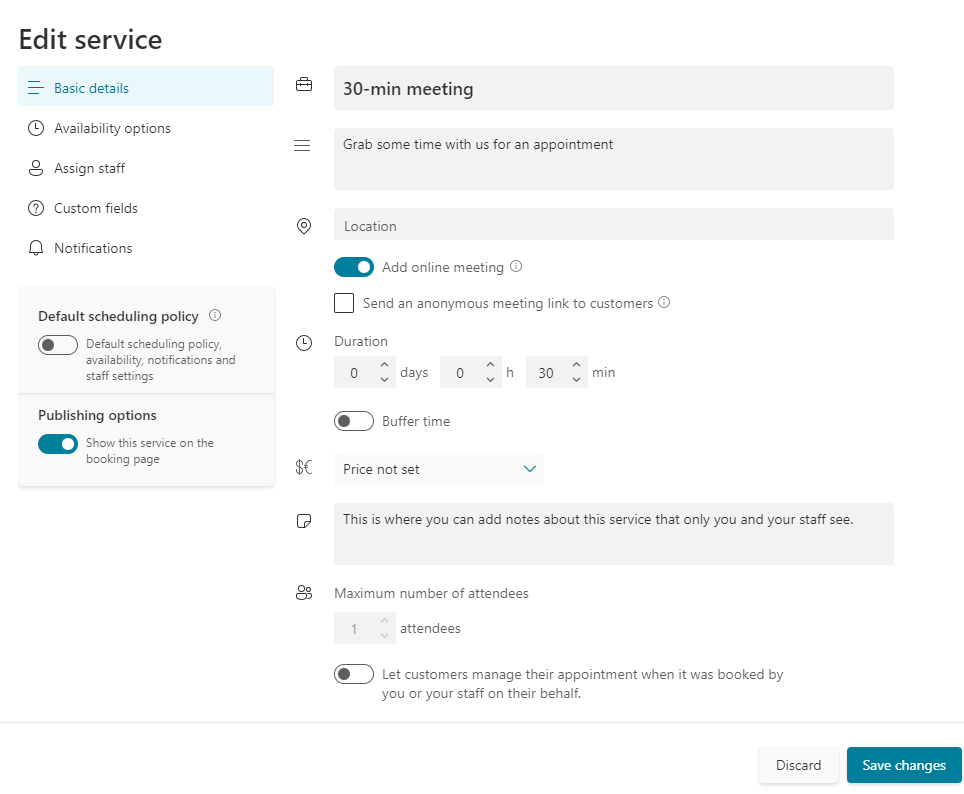 Edit service
Basic details
Availability options
Assign staff
Custom fields
Notifications
Default scheduling policy
Default scheduling policy,
availability, notifications and
staff settings
Publishing options
Show this service on the
booking page
30-min meeting
Grab some time with us for an appointment
Location
Add online meeting
Send an anonymous meeting link to customers
Duration
0 days 0 h 30 min
Buffer time
$€ Price not set
This is where you can add notes about this service that only you and your staff see.
Maximum number of attendees
1 attendees
Let customers manage their appointment when it was booked by
you or your staff on their behalf.
Discard Save changes